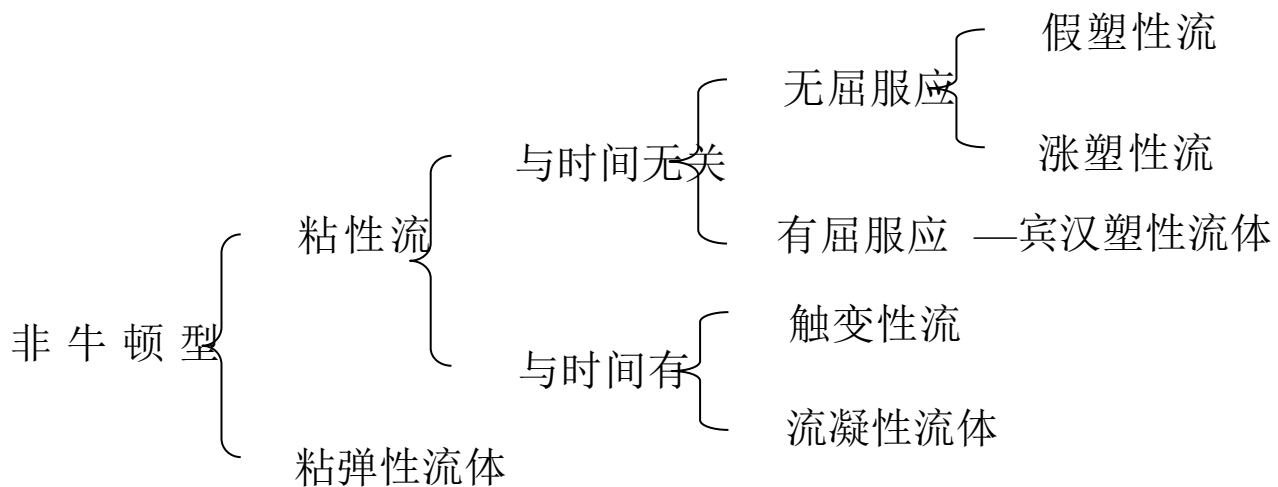 假塑性流
无屈服应
涨塑性流
与时间无关
粘性流
有屈服应 —宾汉塑性流体
触变性流
非牛顿型
与时间有
流凝性流体
粘弹性流体